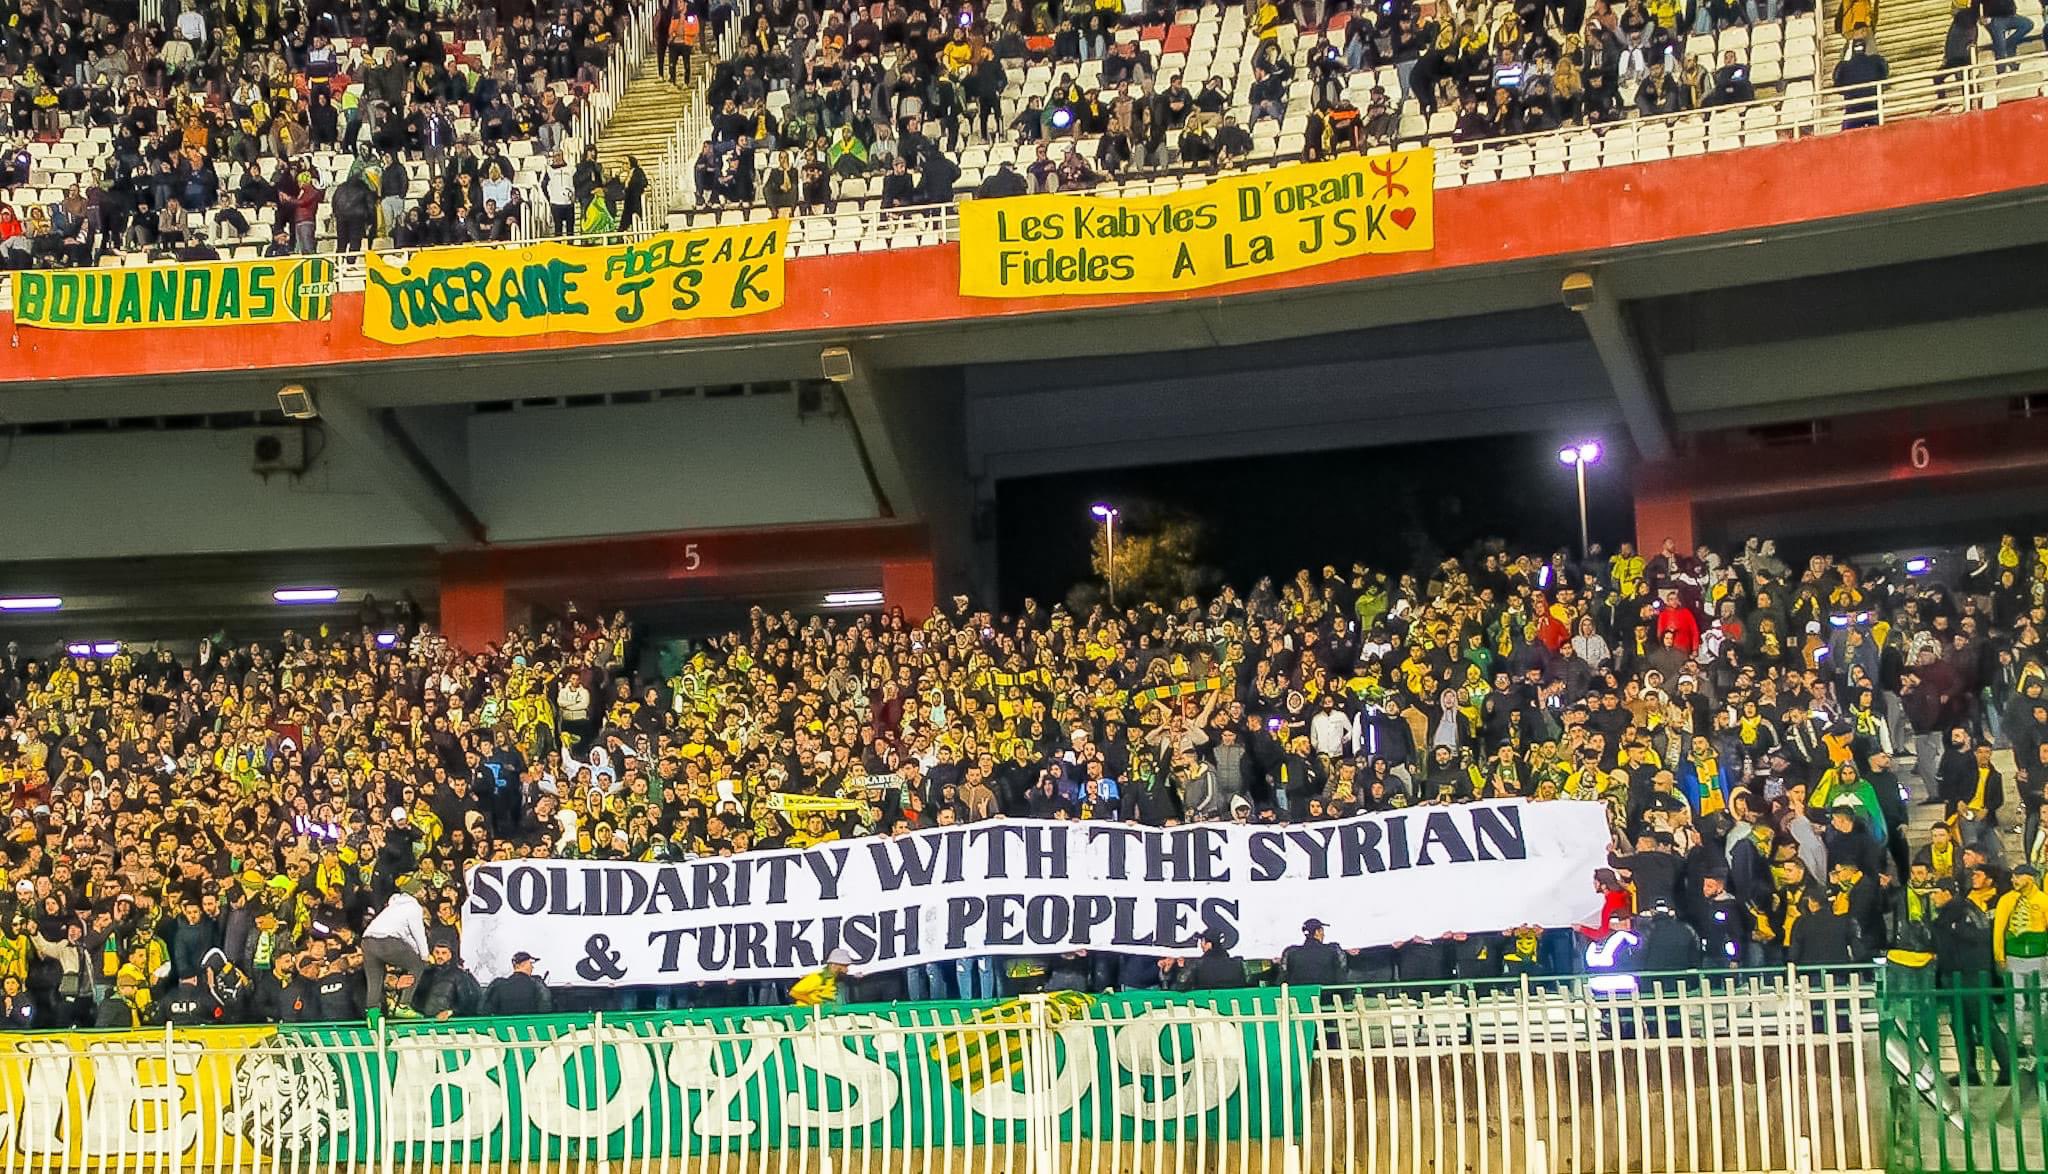 Les Kabyles D'ORAN ⵣ
Fideles A La JSK
BOUANDAS
FIDELE A LA
J S K
5
6
SOLIDARITY WITH THE SYRIAN
& TURKISH PEOPLES
G.I.P
G.I.P
BOYS 09